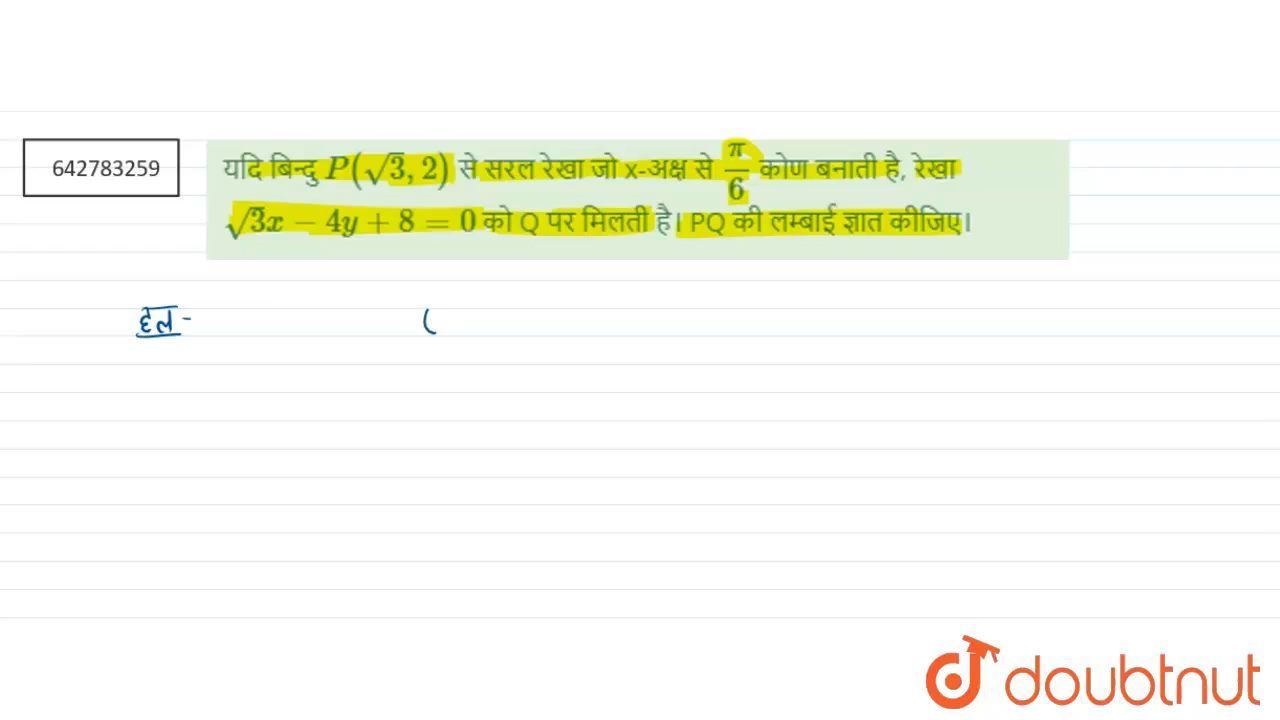 642783259
यदि बिन्दु P(√3, 2) से सरल रेखा जो x-अक्ष से π/6 कोण बनाती है, रेखा
√3x − 4y + 8 = 0 को Q पर मिलती है। PQ की लम्बाई ज्ञात कीजिए।
हल - (
doubtnut